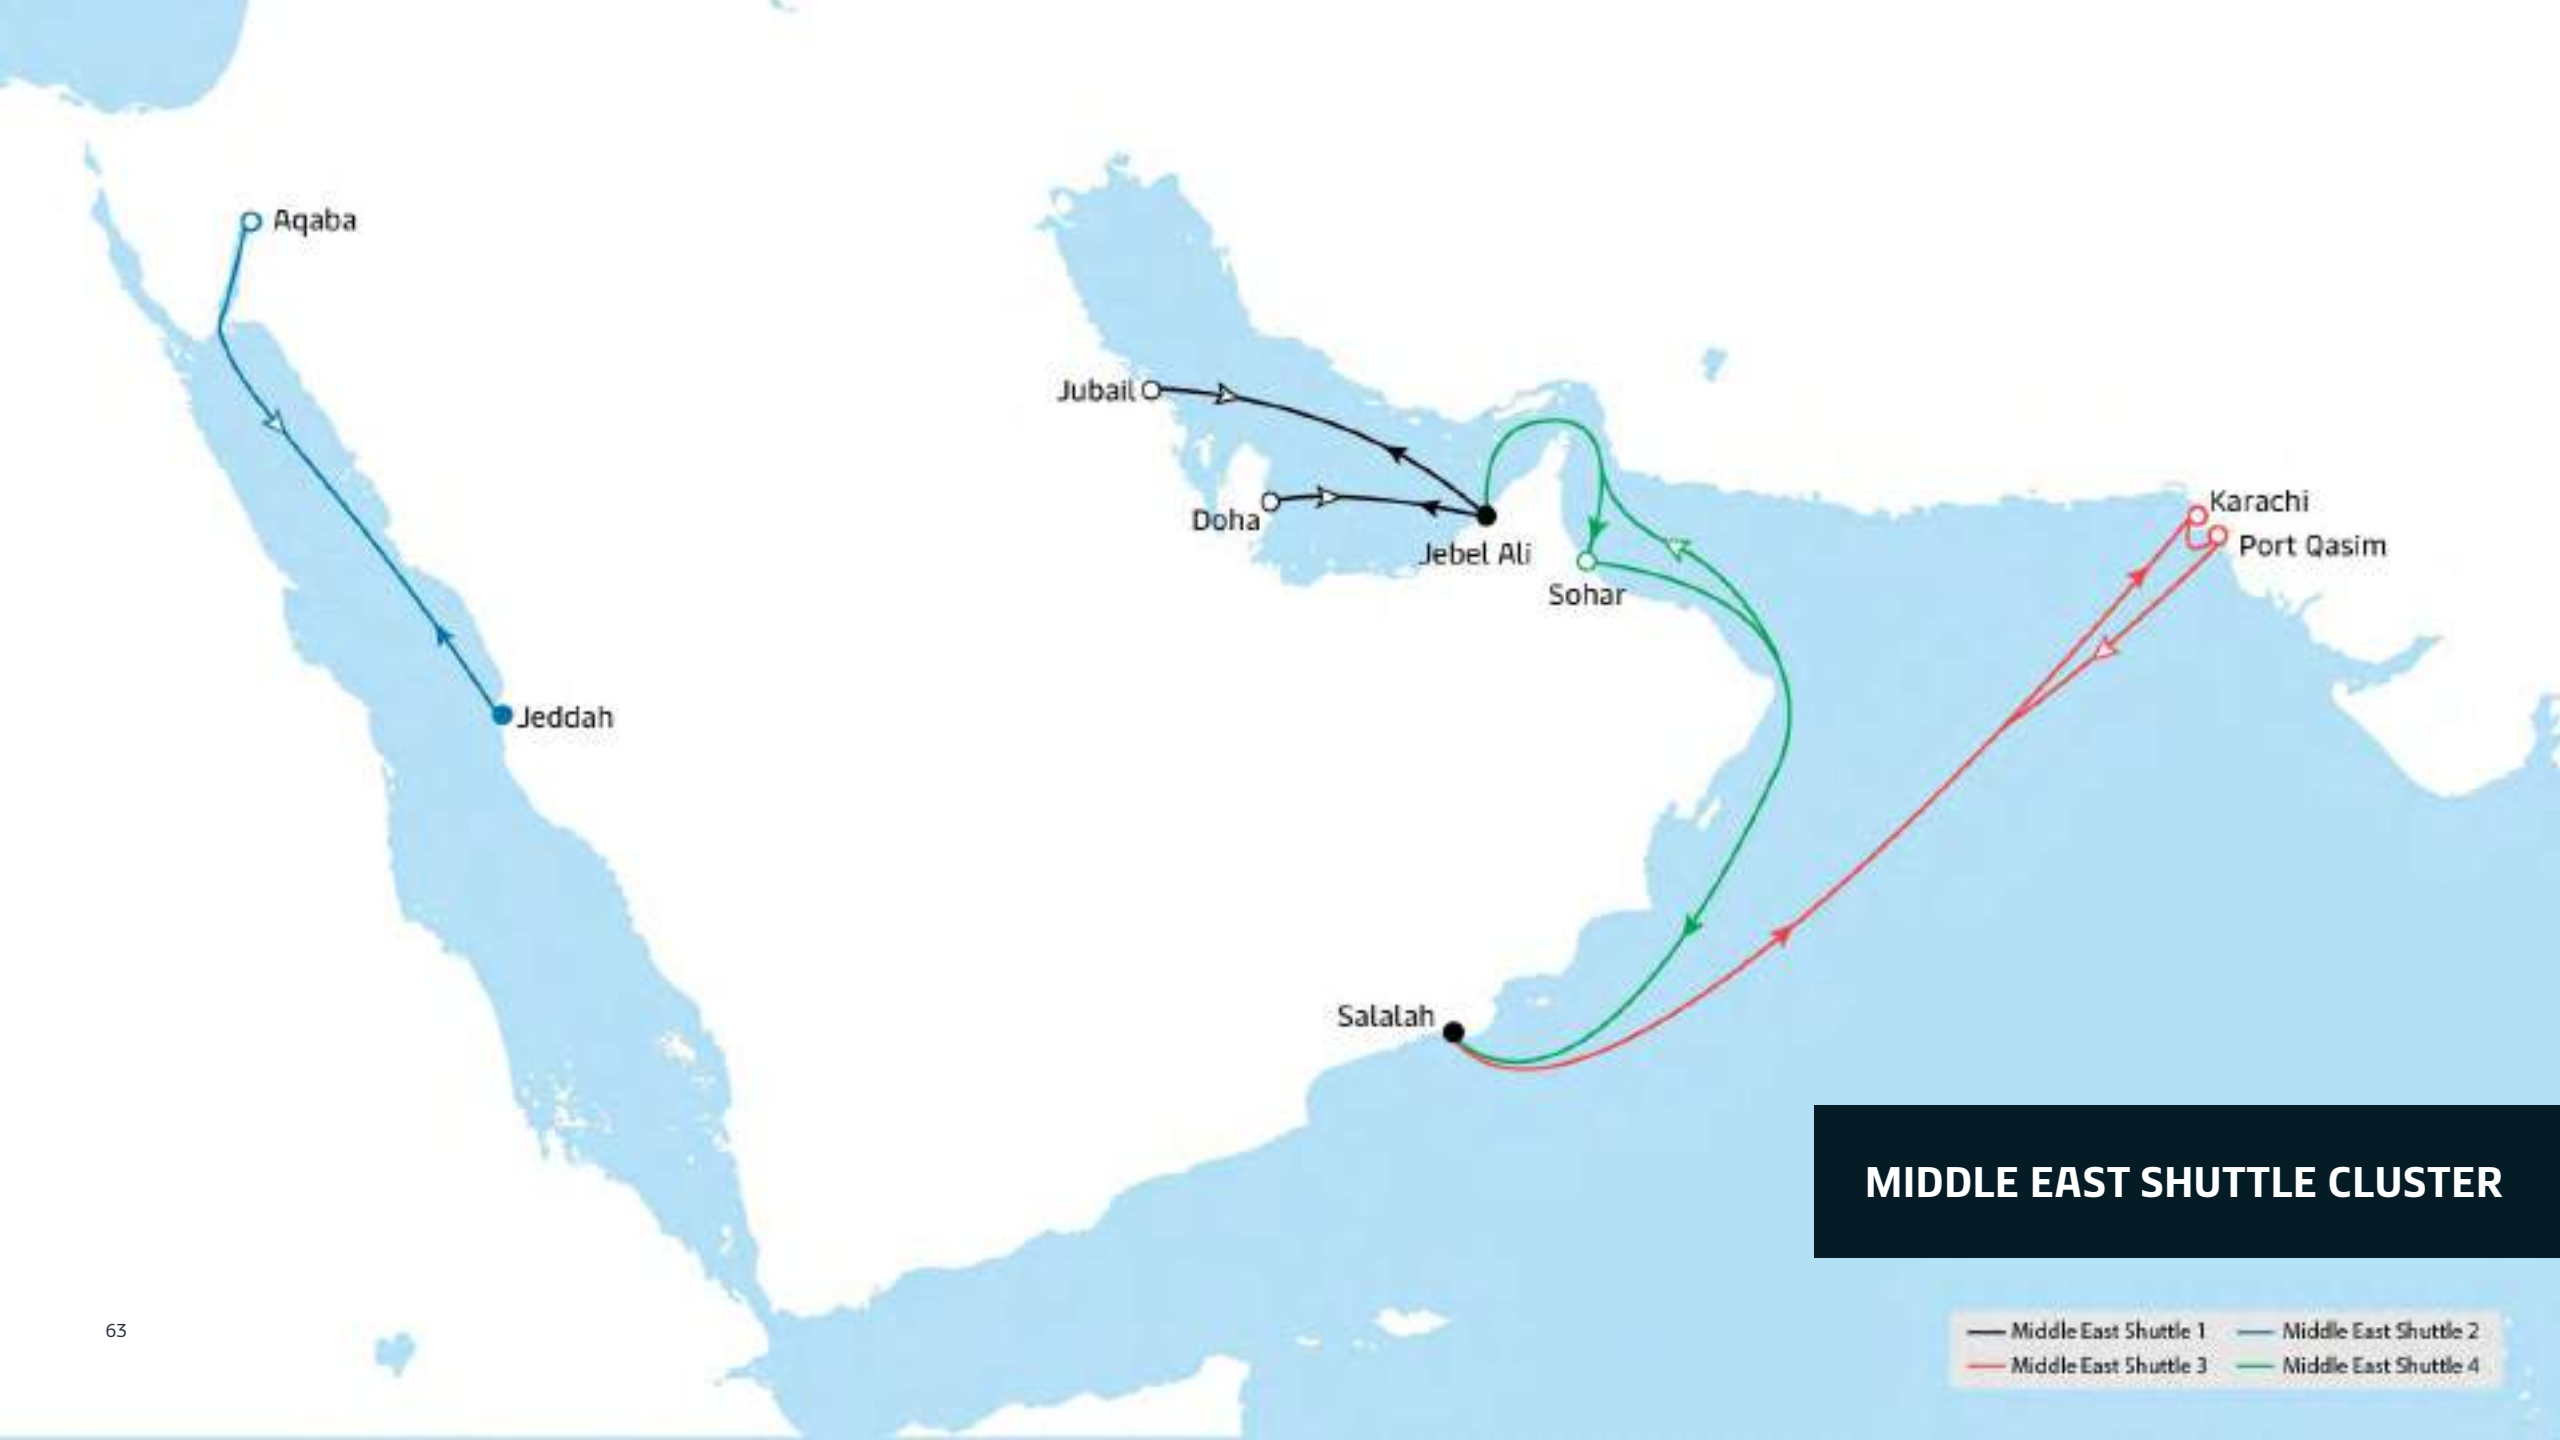 Aqaba
Jubail
Doha
Jebel Ali
Sohar
Karachi
Port Qasim
Jeddah
Salalah
MIDDLE EAST SHUTTLE CLUSTER
63
Middle East Shuttle 1
Middle East Shuttle 2
Middle East Shuttle 3
Middle East Shuttle 4